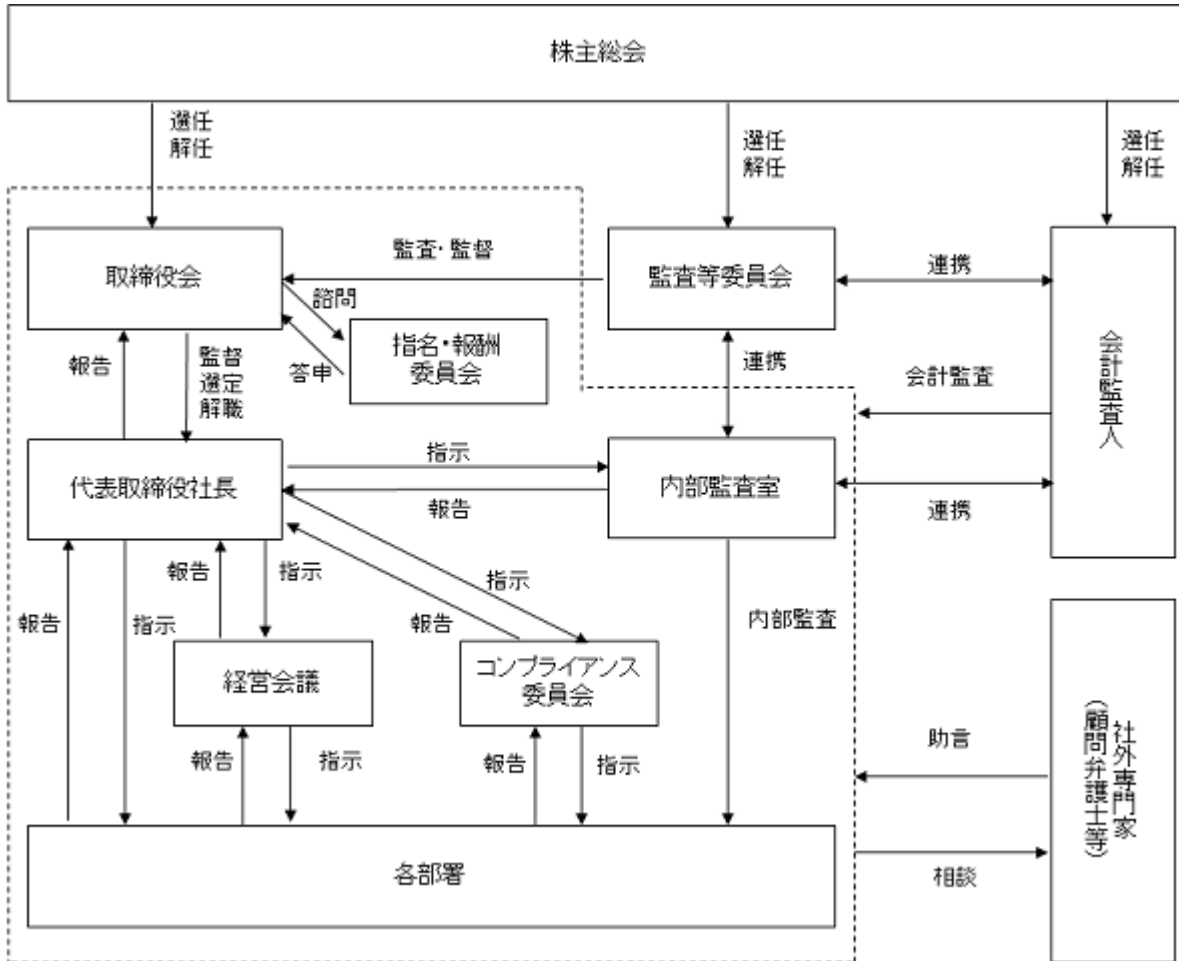 株主総会
選任
解任
選任
解任
選任
解任
取締役会
監査・監督
監査等委員会
連携
諮問
指名・報酬
委員会
答申
報告
監督
選定
解職
連携
会計監査
会計監査人
代表取締役社長
指示
報告
内部監査室
連携
報告
指示
報告
指示
報告
指示
内部監査
経営会議
コンプライアンス
委員会
報告
指示
報告
指示
助言
相談
社外専門家
（顧問弁護士等）
各部署